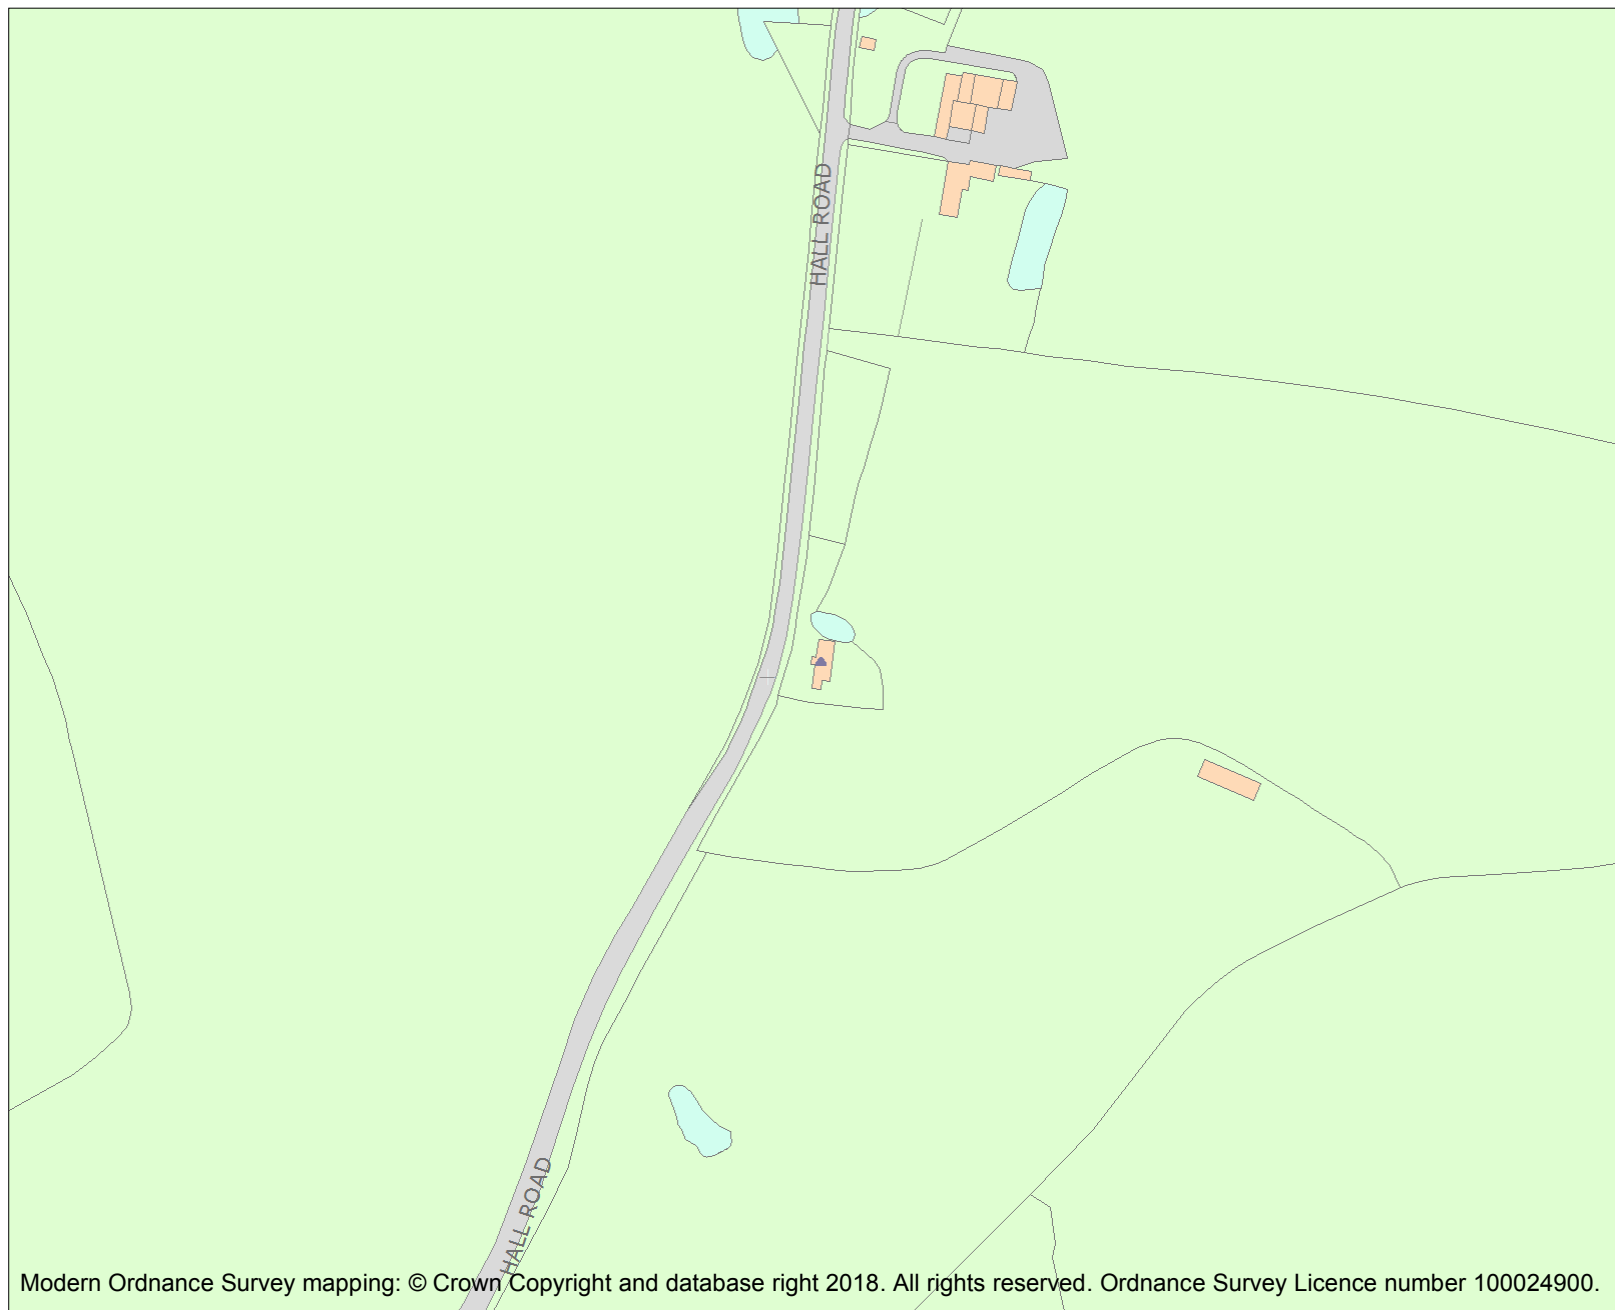 HALL ROAD
HALL ROAD
Modern Ordnance Survey mapping: © Crown Copyright and database right 2018. All rights reserved. Ordnance Survey Licence number 100024900.